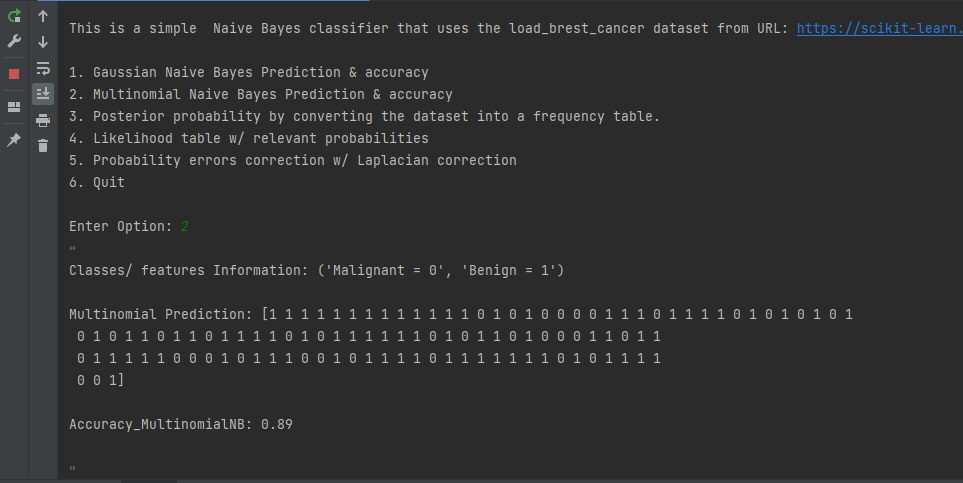 This is a simple  Naive Bayes classifier that uses the load_brest_cancer dataset from URL: https://scikit-learn.
1. Gaussian Naive Bayes Prediction & accuracy
2. Multinomial Naive Bayes Prediction & accuracy
3. Posterior probability by converting the dataset into a frequency table.
4. Likelihood table w/ relevant probabilities
5. Probability errors correction w/ Laplacian correction
6. Quit
Enter Option: 2
“
Classes/ features Information: ('Malignant = 0', 'Benign = 1')
Multinomial Prediction: [1 1 1 1 1 1 1 1 1 1 1 1 1 0 1 0 1 0 0 0 0 1 1 1 0 1 1 1 1 0 1 0 1 0 1 0 1
0 1 0 1 1 0 1 1 0 1 1 1 1 0 1 0 1 1 1 1 1 1 0 1 0 1 1 0 1 0 0 0 1 1 0 1 1
0 1 1 1 1 1 0 0 0 1 0 1 1 1 0 0 1 0 1 1 1 1 0 1 1 1 1 1 1 1 0 1 0 1 1 1 1
0 0 1]
Accuracy_MultinomialNB: 0.89
“